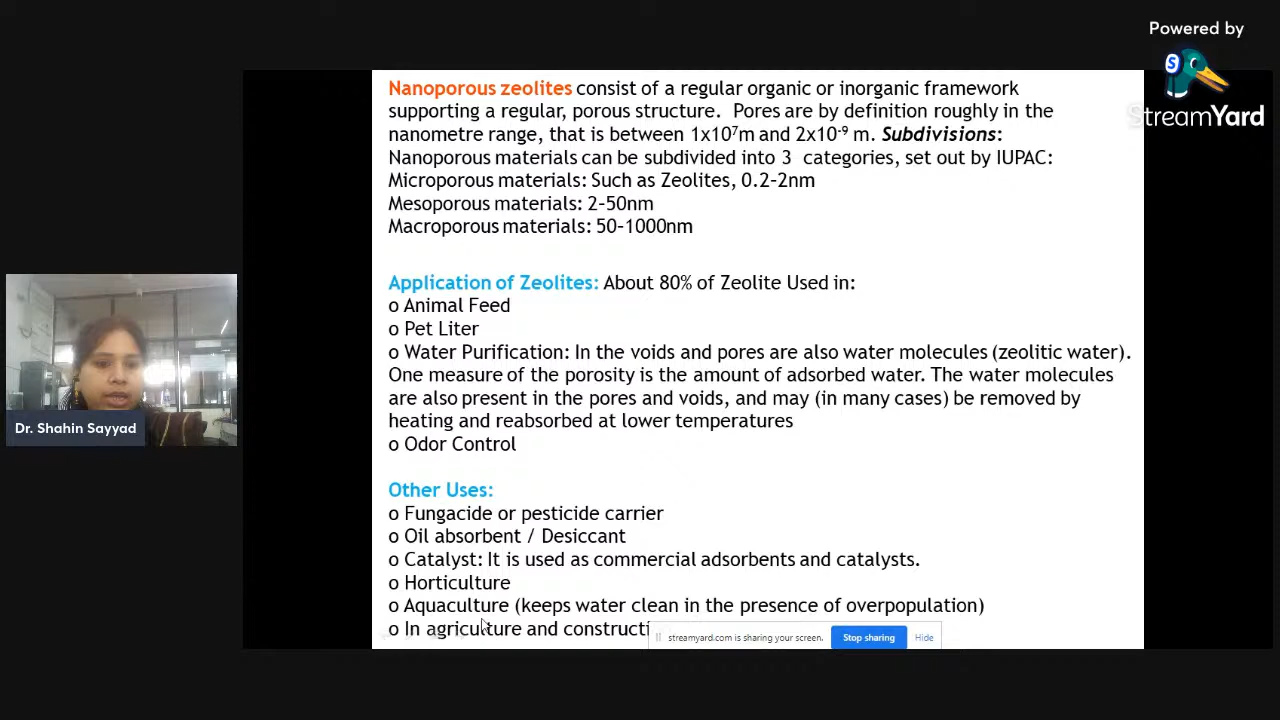 Powered by
StreamYard
Nanoporous zeolites consist of a regular organic or inorganic framework
supporting a regular, porous structure. Pores are by definition roughly in the
nanometre range, that is between 1x10⁷m and 2x10⁻⁹ m. Subdivisions:
Nanoporous materials can be subdivided into 3 categories, set out by IUPAC:
Microporous materials: Such as Zeolites, 0.2–2nm
Mesoporous materials: 2–50nm
Macroporous materials: 50–1000nm
Application of Zeolites: About 80% of Zeolite Used in:
o Animal Feed
o Pet Liter
o Water Purification: In the voids and pores are also water molecules (zeolitic water).
One measure of the porosity is the amount of adsorbed water. The water molecules
are also present in the pores and voids, and may (in many cases) be removed by
heating and reabsorbed at lower temperatures
o Odor Control
Other Uses:
o Fungacide or pesticide carrier
o Oil absorbent / Desiccant
o Catalyst: It is used as commercial adsorbents and catalysts.
o Horticulture
o Aquaculture (keeps water clean in the presence of overpopulation)
o In agriculture and constructi
streamyard.com is sharing your screen.
Stop sharing
Hide
Dr. Shahin Sayyad